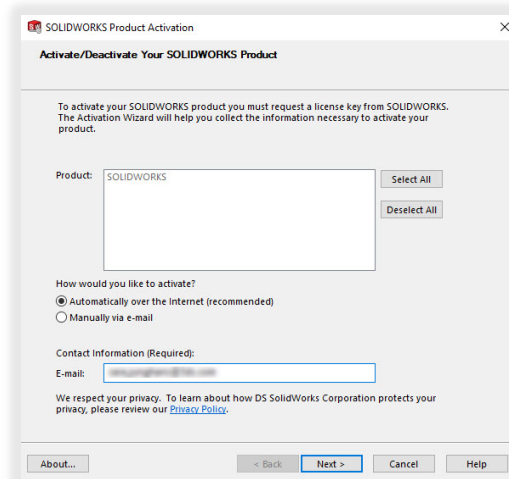 SOLIDWORKS Product Activation
Activate/Deactivate Your SOLIDWORKS Product
To activate your SOLIDWORKS product you must request a license key from SOLIDWORKS.
The Activation Wizard will help you collect the information necessary to activate your
product.
Product: SOLIDWORKS
Select All
Deselect All
How would you like to activate?
Automatically over the Internet (recommended)
Manually via e-mail
Contact Information (Required):
E-mail:
We respect your privacy. To learn about how DS SolidWorks Corporation protects your
privacy, please review our Privacy Policy.
About... < Back Next > Cancel Help